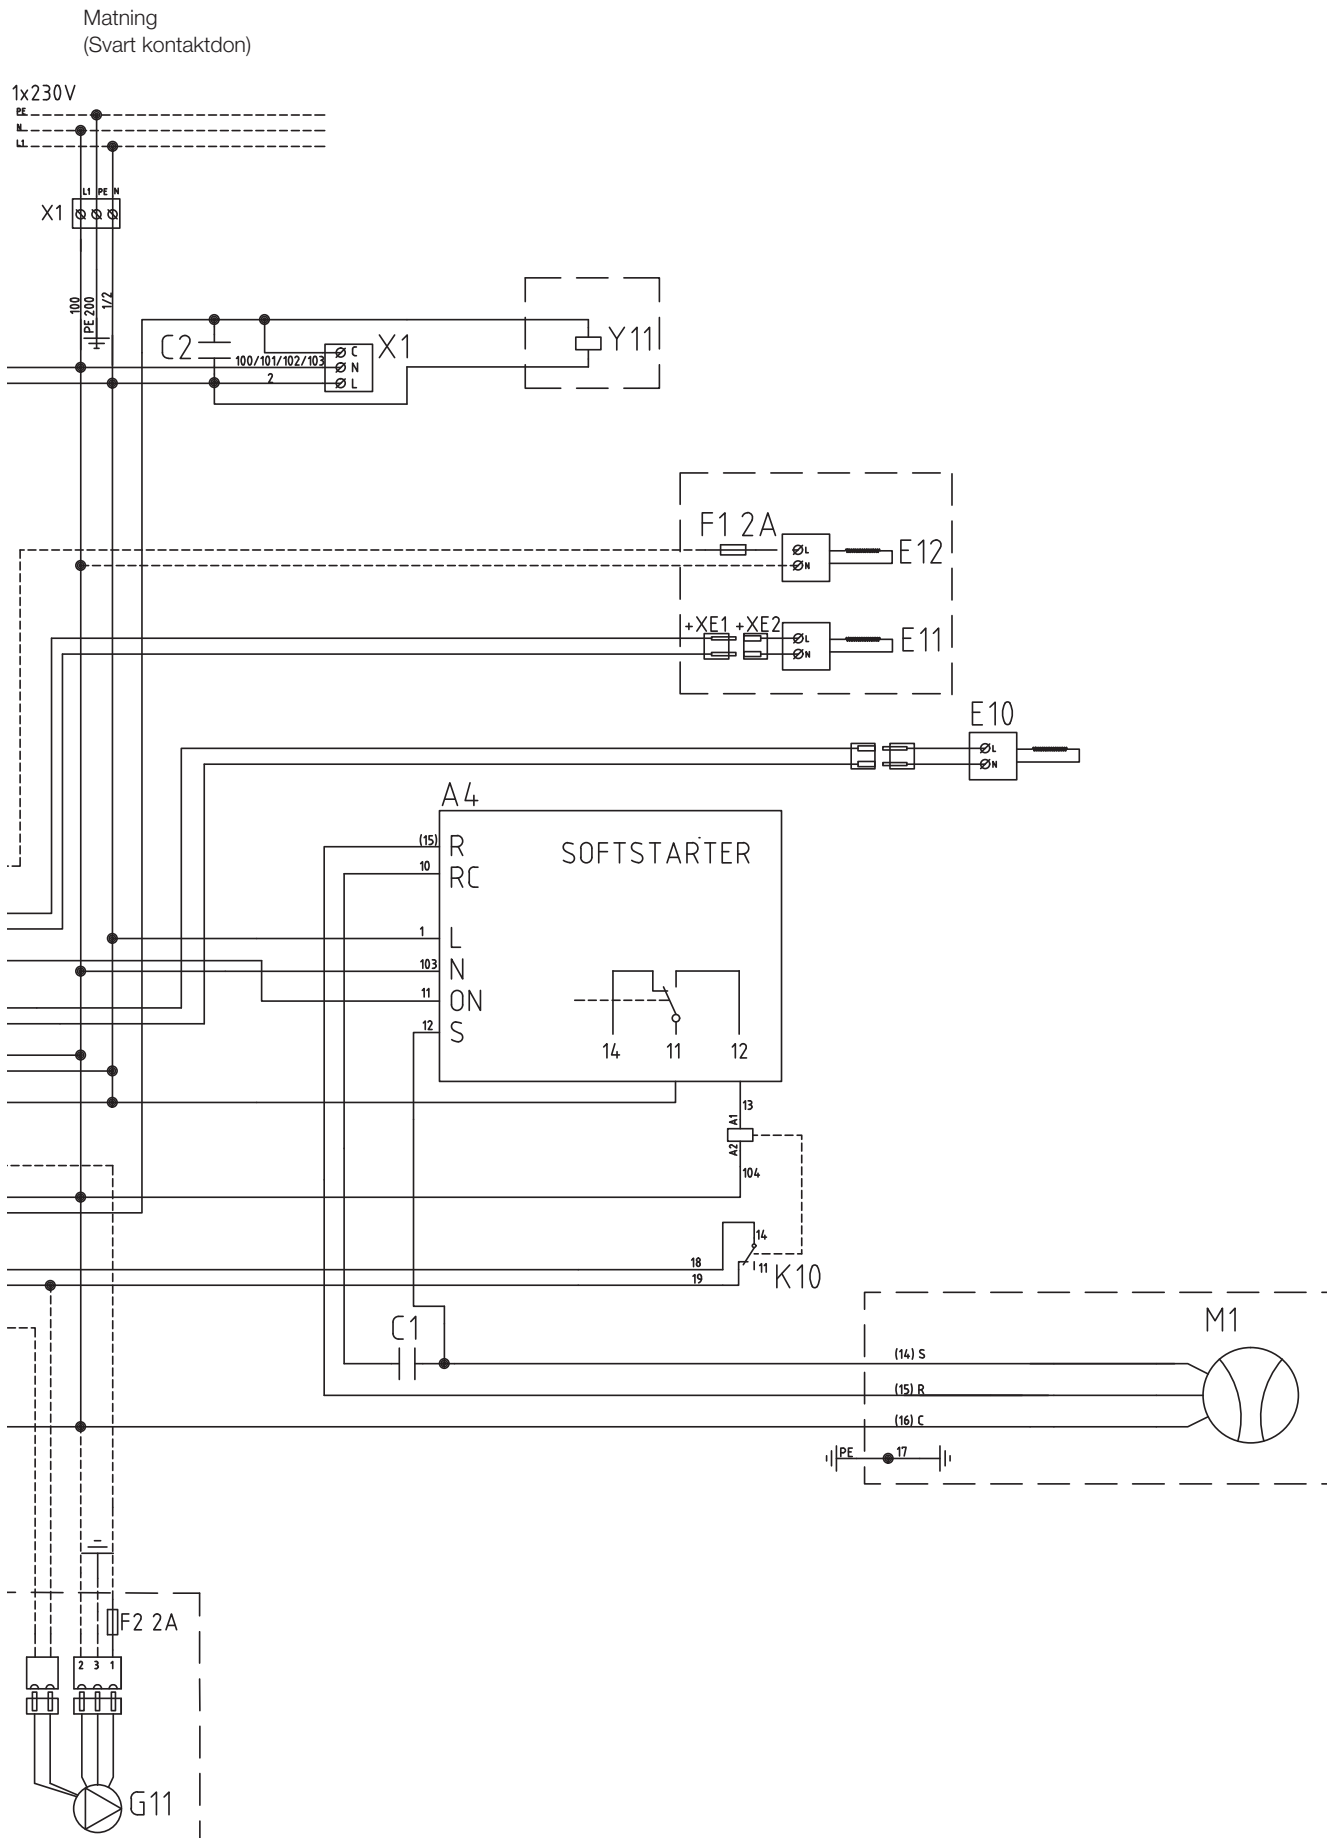 Matning
(Svart kontaktdon)
1x230V
PE
N
L1
L1 PE N
X1
100
PE 200
1/2
C2
X1
Y11
C
100/101/102/103
N
2
L
F1 2A
L
N
E12
+XE1 +XE2
L
N
E11
E10
L
N
A4
SOFTSTARTER
(15) R
10 RC
1 L
103 N
11 ON
12 S
14 11 12
13
A1
A2
104
14
18
11
19
K10
C1
M1
(14) S
(15) R
(16) C
PE 17
F2 2A
2 3 1
G11